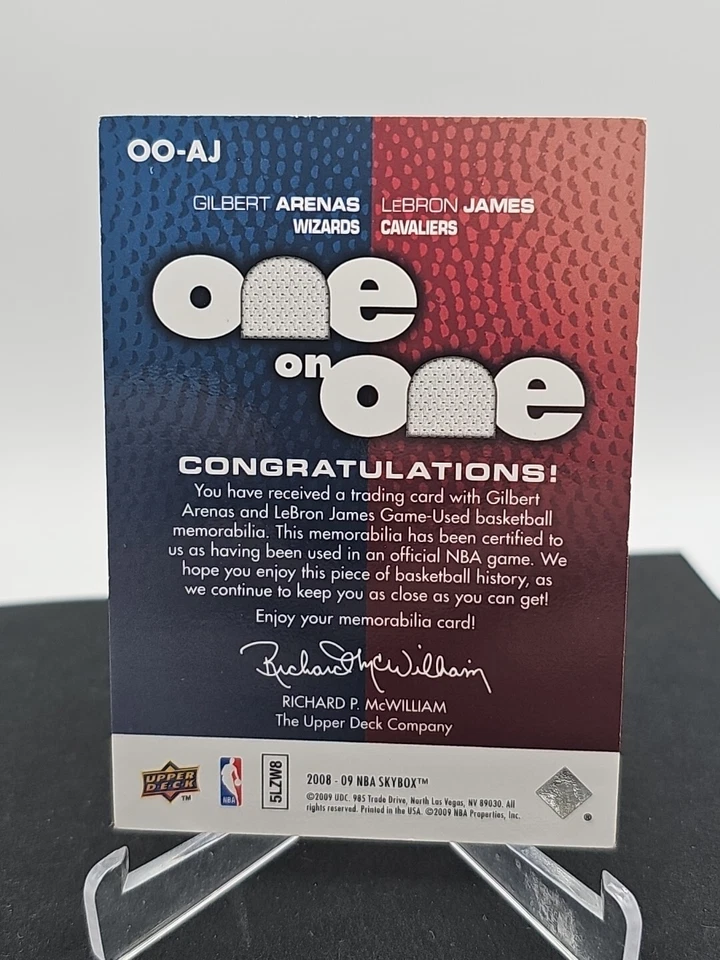 OO-AJ
GILBERT ARENAS LEBRON JAMES
WIZARDS CAVALIERS
one
on one
CONGRATULATIONS!
You have received a trading card with Gilbert
Arenas and LeBron James Game-Used basketball
memorabilia. This memorabilia has been certified to
us as having been used in an official NBA game. We
hope you enjoy this piece of basketball history, as
we continue to keep you as close as you can get!
Enjoy your memorabilia card!
Richard McWilliam
RICHARD P. McWILLIAM
The Upper Deck Company
UPPER
DECK
TM
NBA
5LZW8
2008 - 09 NBA SKYBOX™
©2009 UDC. 985 Trade Drive, North Las Vegas, NV 89030. All
rights reserved. Printed in the USA. ©2009 NBA Properties, Inc.
®